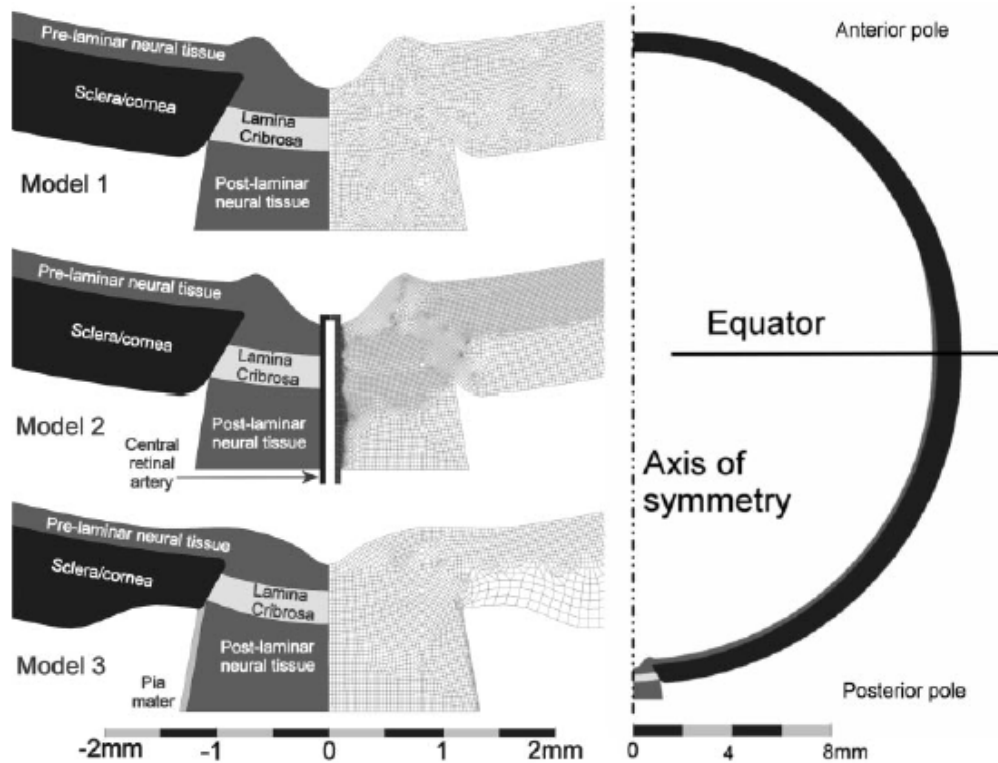 Pre-laminar neural tissue
Sclera/cornea
Lamina
Cribrosa
Post-laminar
neural tissue
Model 1
Pre-laminar neural tissue
Sclera/cornea
Lamina
Cribrosa
Post-laminar
neural tissue
Model 2
Central
retinal
artery
Pre-laminar neural tissue
Sclera/cornea
Lamina
Cribrosa
Post-laminar
neural tissue
Model 3
Pia
mater
-2mm -1 0 1 2mm
Anterior pole
Equator
Axis of
symmetry
Posterior pole
0 4 8mm